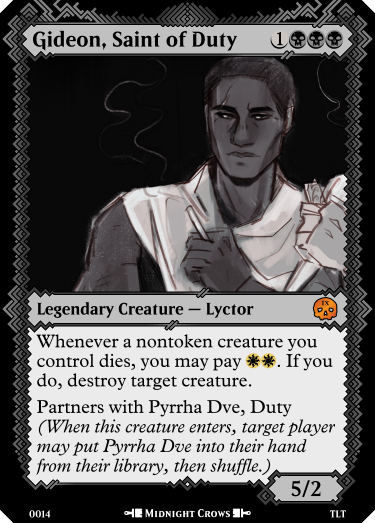 Gideon, Saint of Duty 1
Legendary Creature — Lyctor
IX
Whenever a nontoken creature you
control dies, you may pay . If you
do, destroy target creature.
Partners with Pyrrha Dve, Duty
(When this creature enters, target player
may put Pyrrha Dve into their hand
from their library, then shuffle.)
5/2
0014 Midnight Crows TLT